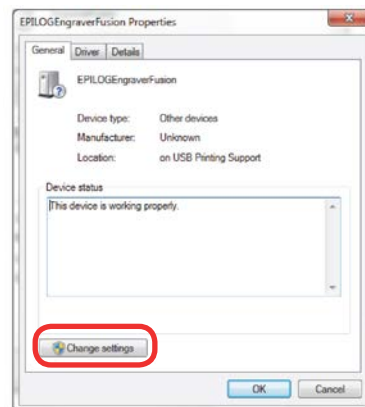 EPILOGEngraverFusion Properties
General Driver Details
EPILOGEngraverFusion
Device type: Other devices
Manufacturer: Unknown
Location: on USB Printing Support
Device status
This device is working properly.
Change settings
OK Cancel